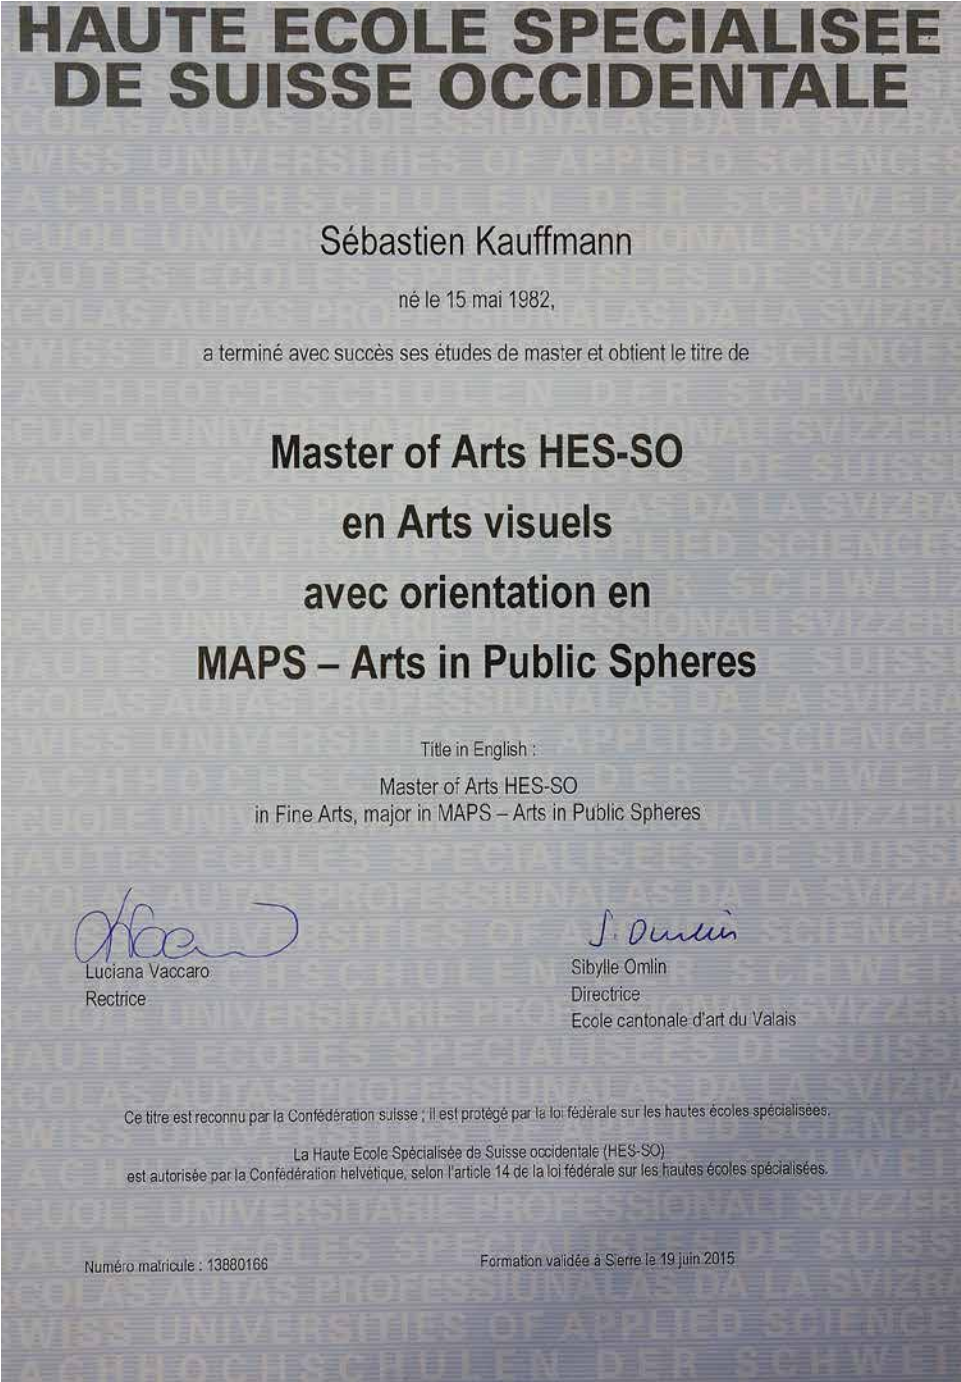 HAUTE ECOLE SPECIALISEE
DE SUISSE OCCIDENTALE
Sébastien Kauffmann
né le 15 mai 1982,
a terminé avec succès ses études de master et obtient le titre de
Master of Arts HES-SO
en Arts visuels
avec orientation en
MAPS – Arts in Public Spheres
Title in English :
Master of Arts HES-SO
in Fine Arts, major in MAPS – Arts in Public Spheres
S. Omlin
Luciana Vaccaro
Rectrice
Sibylle Omlin
Directrice
Ecole cantonale d'art du Valais
Ce titre est reconnu par la Confédération suisse ; il est protégé par la loi fédérale sur les hautes écoles spécialisées.
La Haute Ecole Spécialisée de Suisse occidentale (HES-SO)
est autorisée par la Confédération helvétique, selon l'article 14 de la loi fédérale sur les hautes écoles spécialisées.
Numéro matricule : 13880166
Formation validée à Sierre le 19 juin 2015